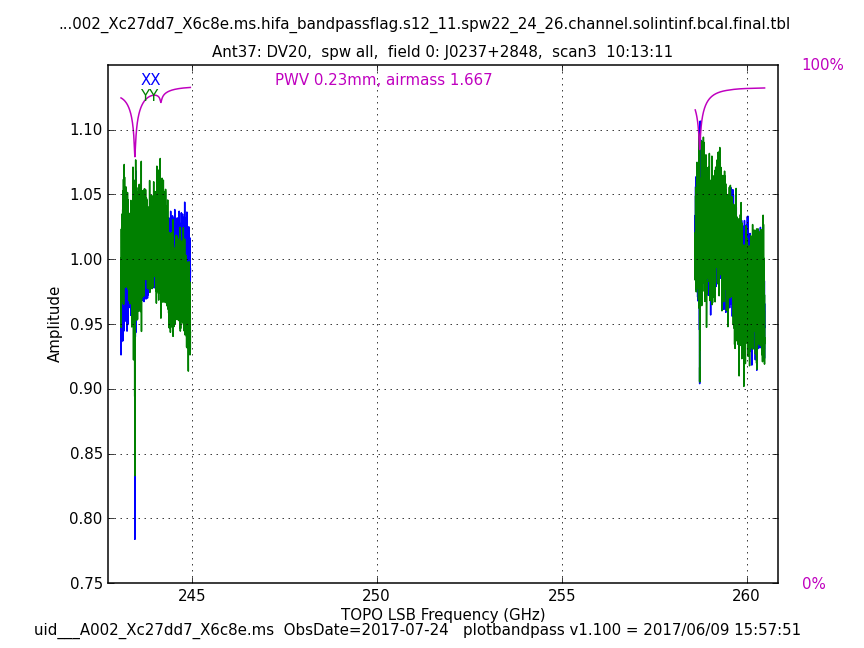 ...002_Xc27dd7_X6c8e.ms.hifa_bandpassflag.s12_11.spw22_24_26.channel.solintinf.bcal.final.tbl
Ant37: DV20,  spw all,  field 0: J0237+2848,  scan3  10:13:11
XX
YY
PWV 0.23mm, airmass 1.667
100%
0%
1.10
1.05
1.00
0.95
0.90
0.85
0.80
0.75
Amplitude
245
250
255
260
TOPO LSB Frequency (GHz)
uid___A002_Xc27dd7_X6c8e.ms  ObsDate=2017-07-24   plotbandpass v1.100 = 2017/06/09 15:57:51